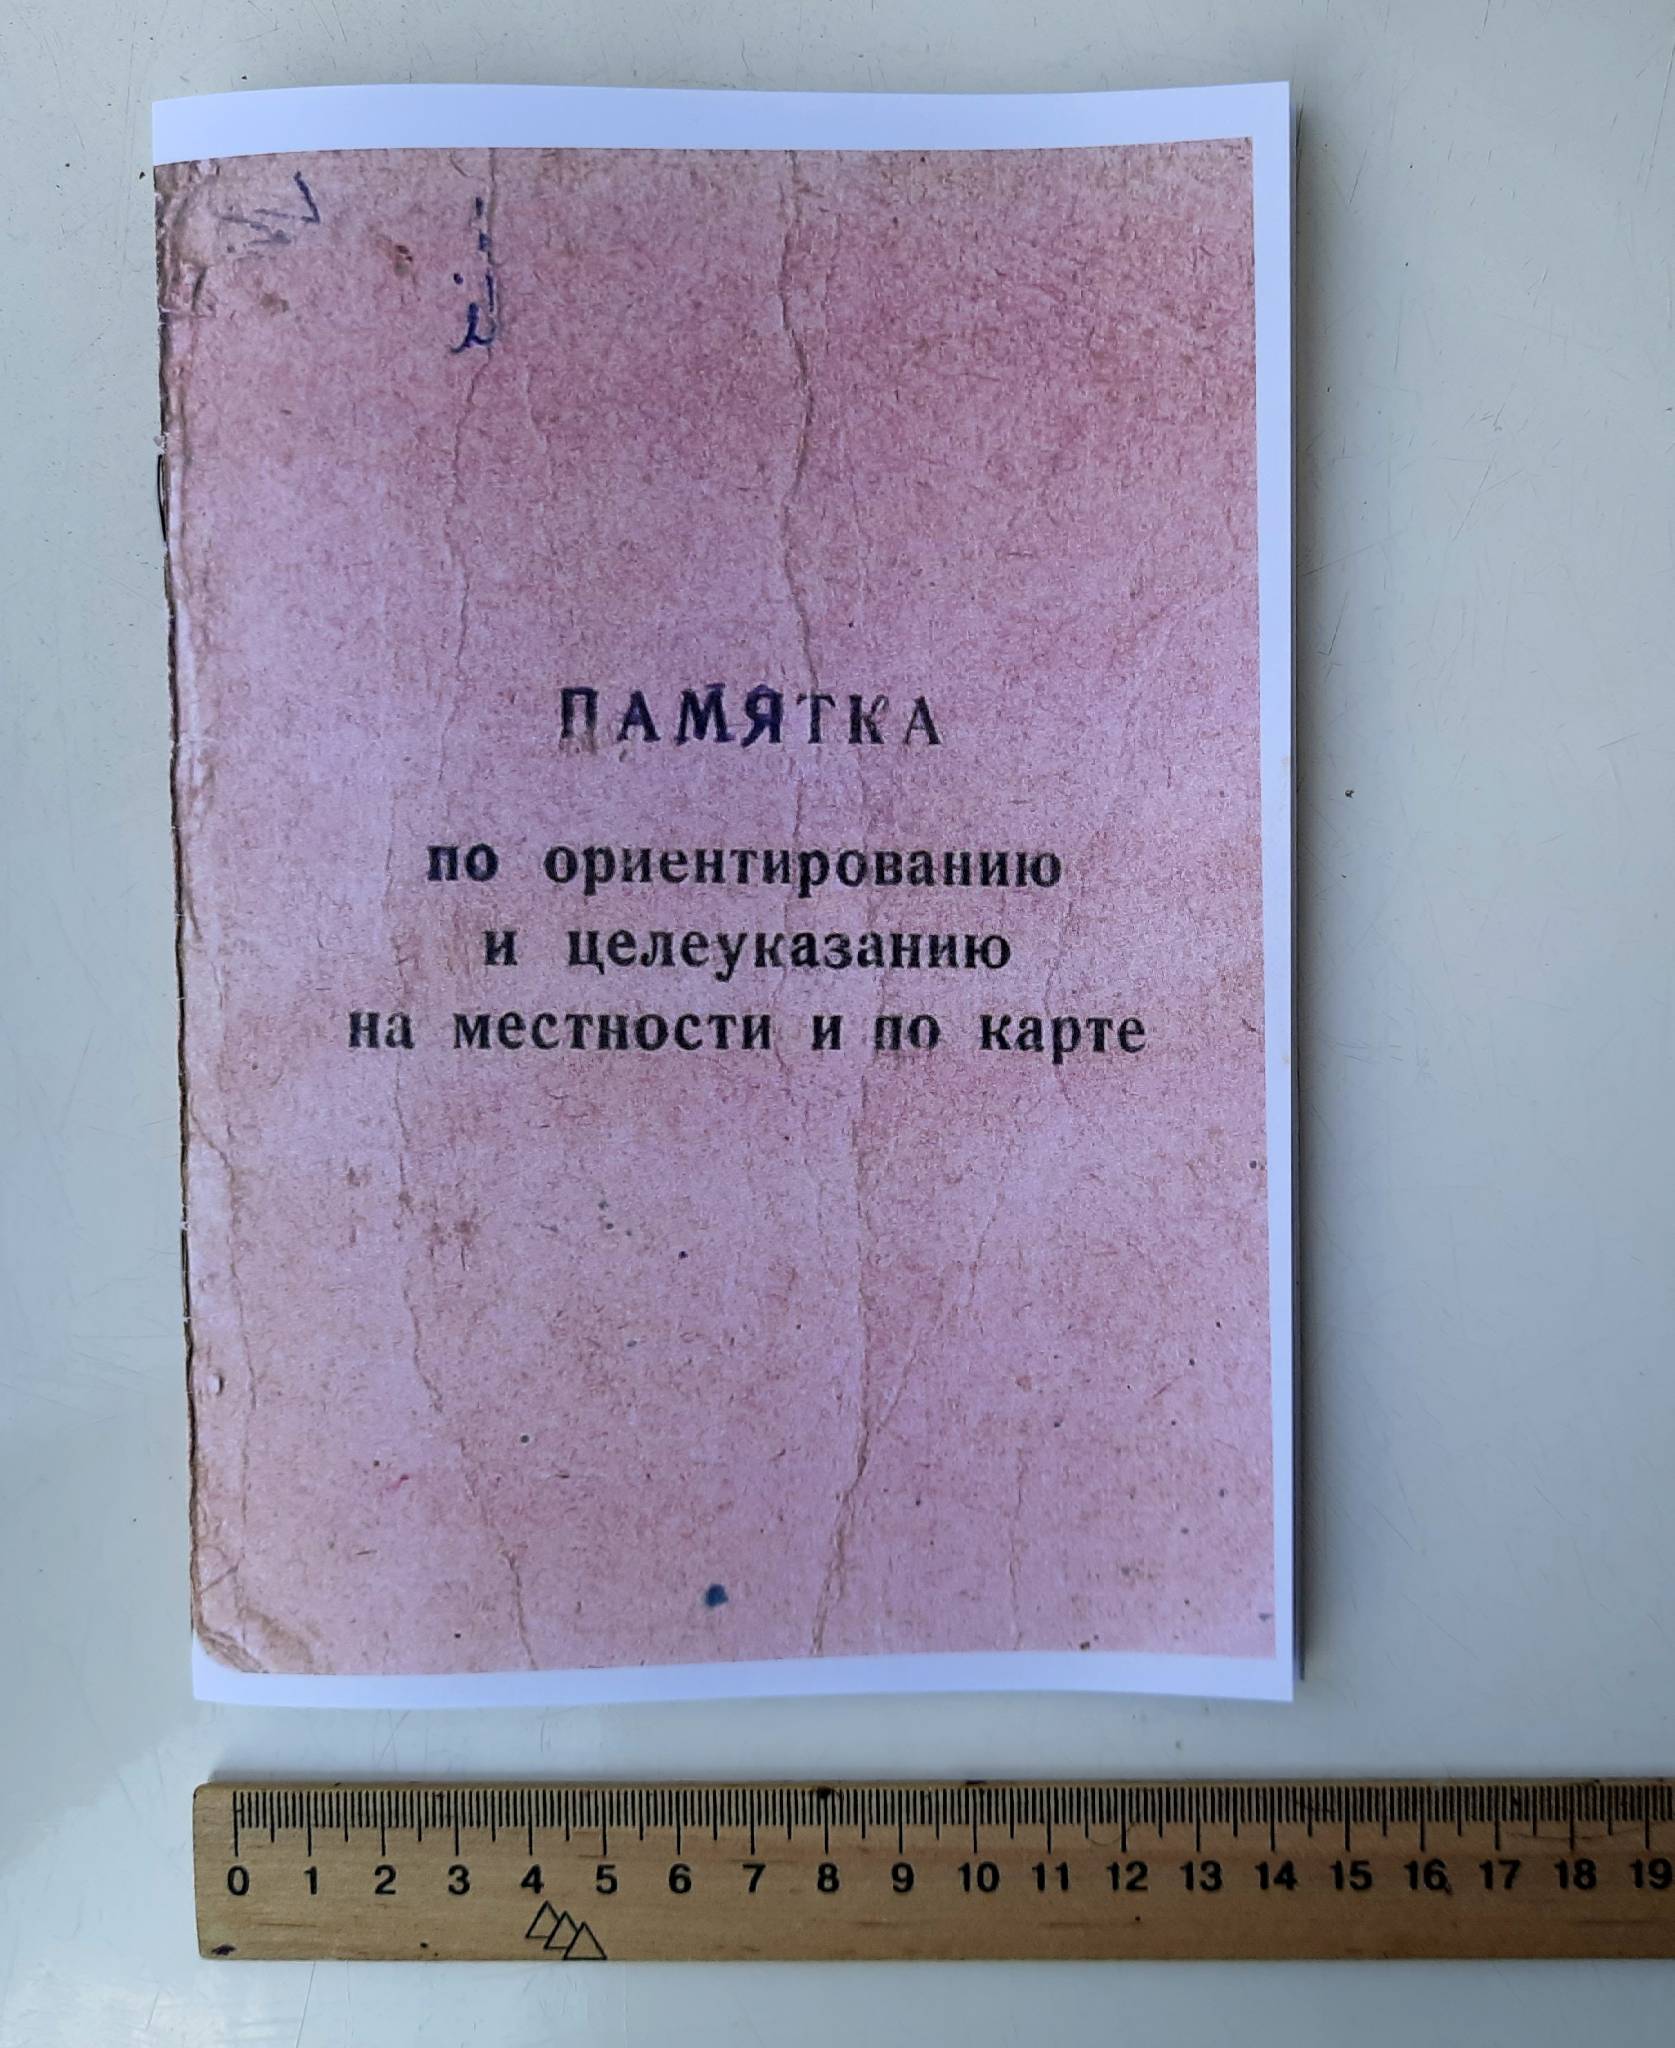 ПАМЯТКА
по ориентированию
и целеуказанию
на местности и по карте
0 1 2 3 4 5 6 7 8 9 10 11 12 13 14 15 16 17 18 19